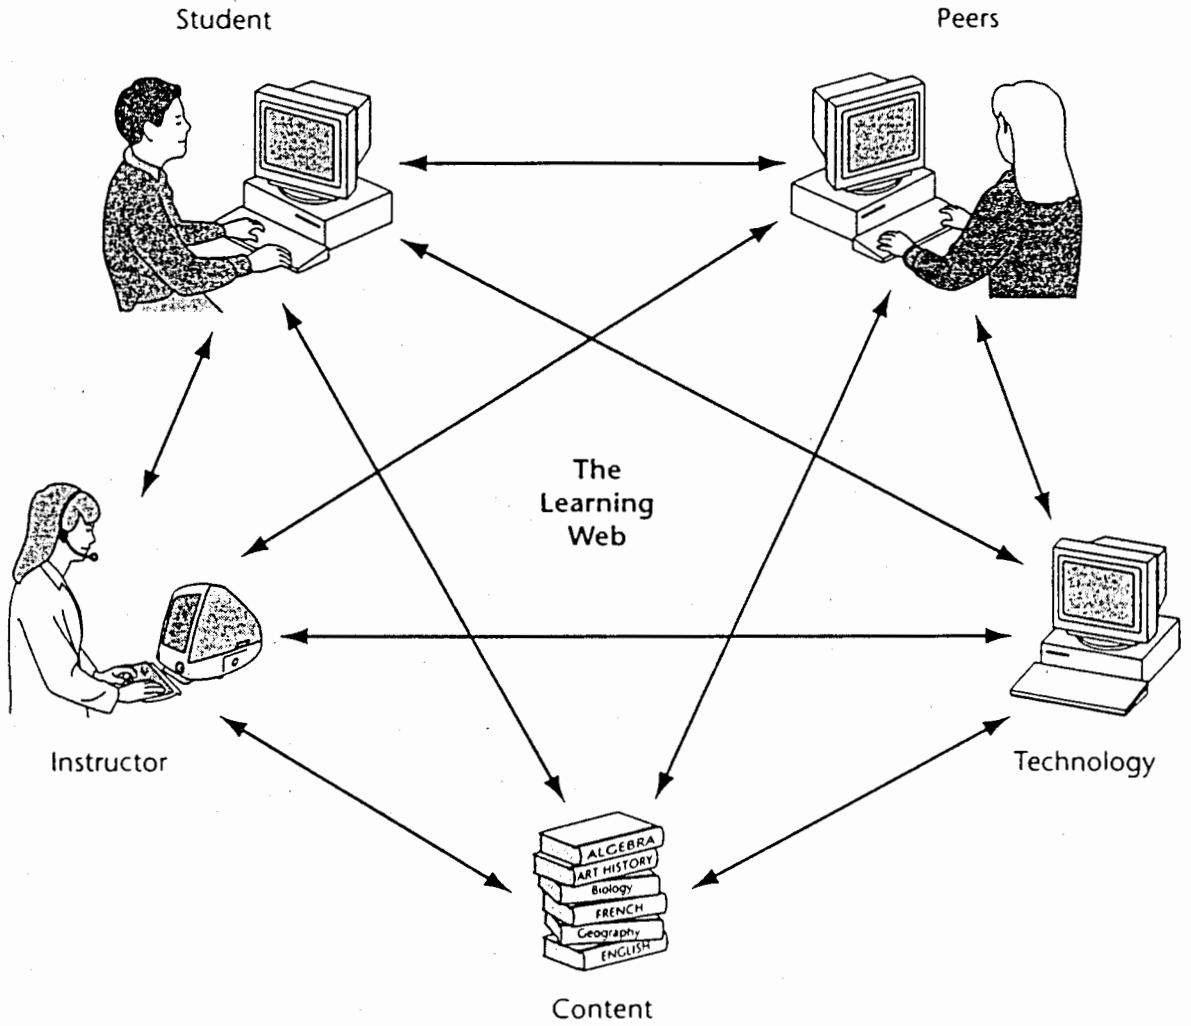 Student
Peers
The
Learning
Web
Instructor
Technology
ALGEBRA
ART HISTORY
Biology
FRENCH
Geography
ENGLISH
Content